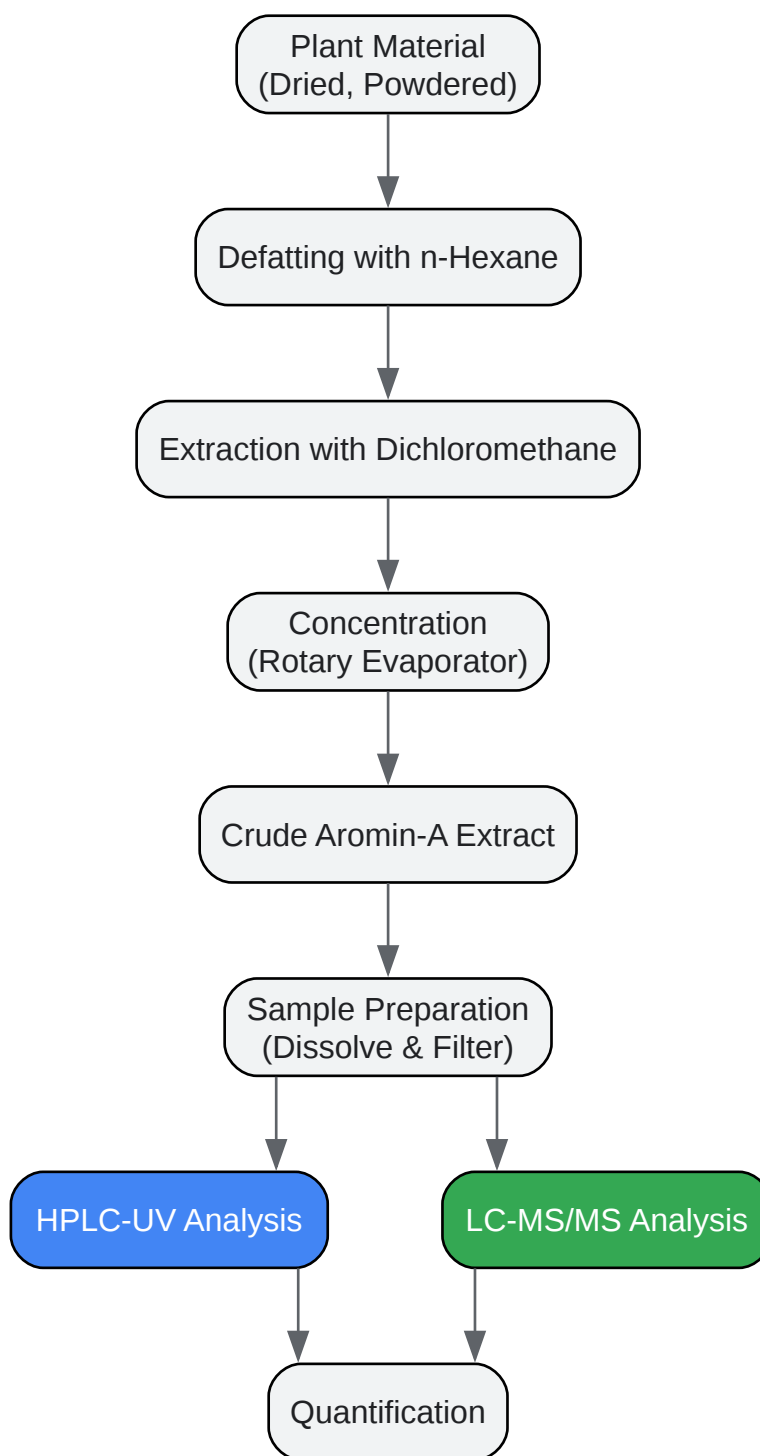 Plant Material
(Dried, Powdered)
Defatting with n-Hexane
Extraction with Dichloromethane
Concentration
(Rotary Evaporator)
Crude Aromin-A Extract
Sample Preparation
(Dissolve & Filter)
HPLC-UV Analysis
LC-MS/MS Analysis
Quantification